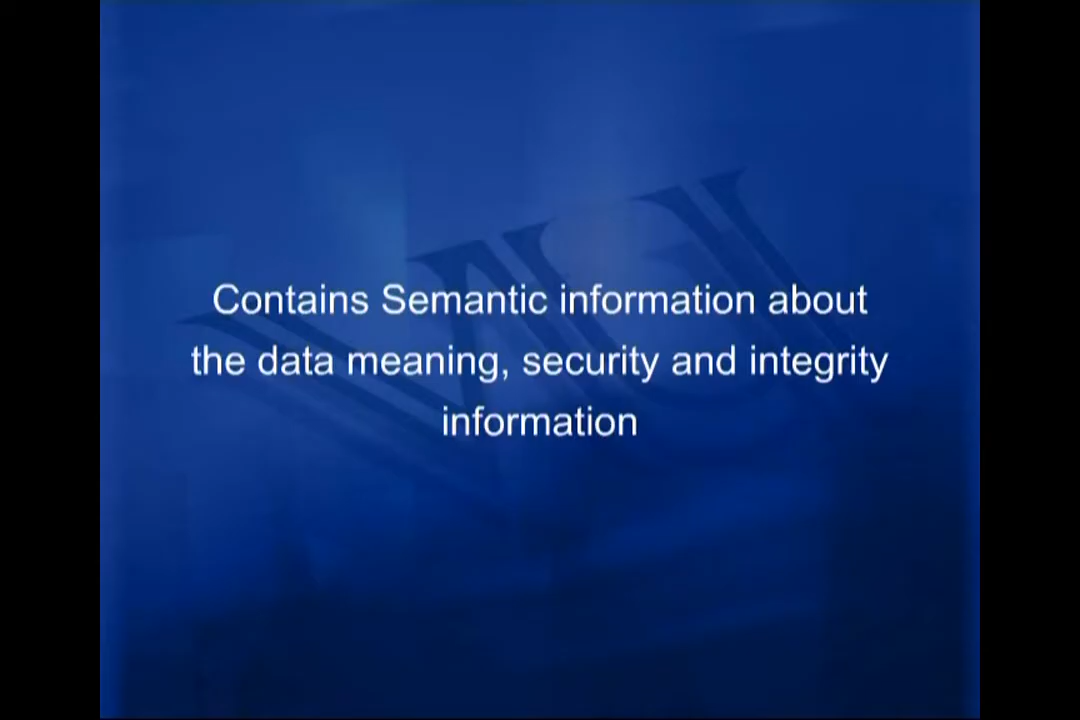 Contains Semantic information about
the data meaning, security and integrity
information